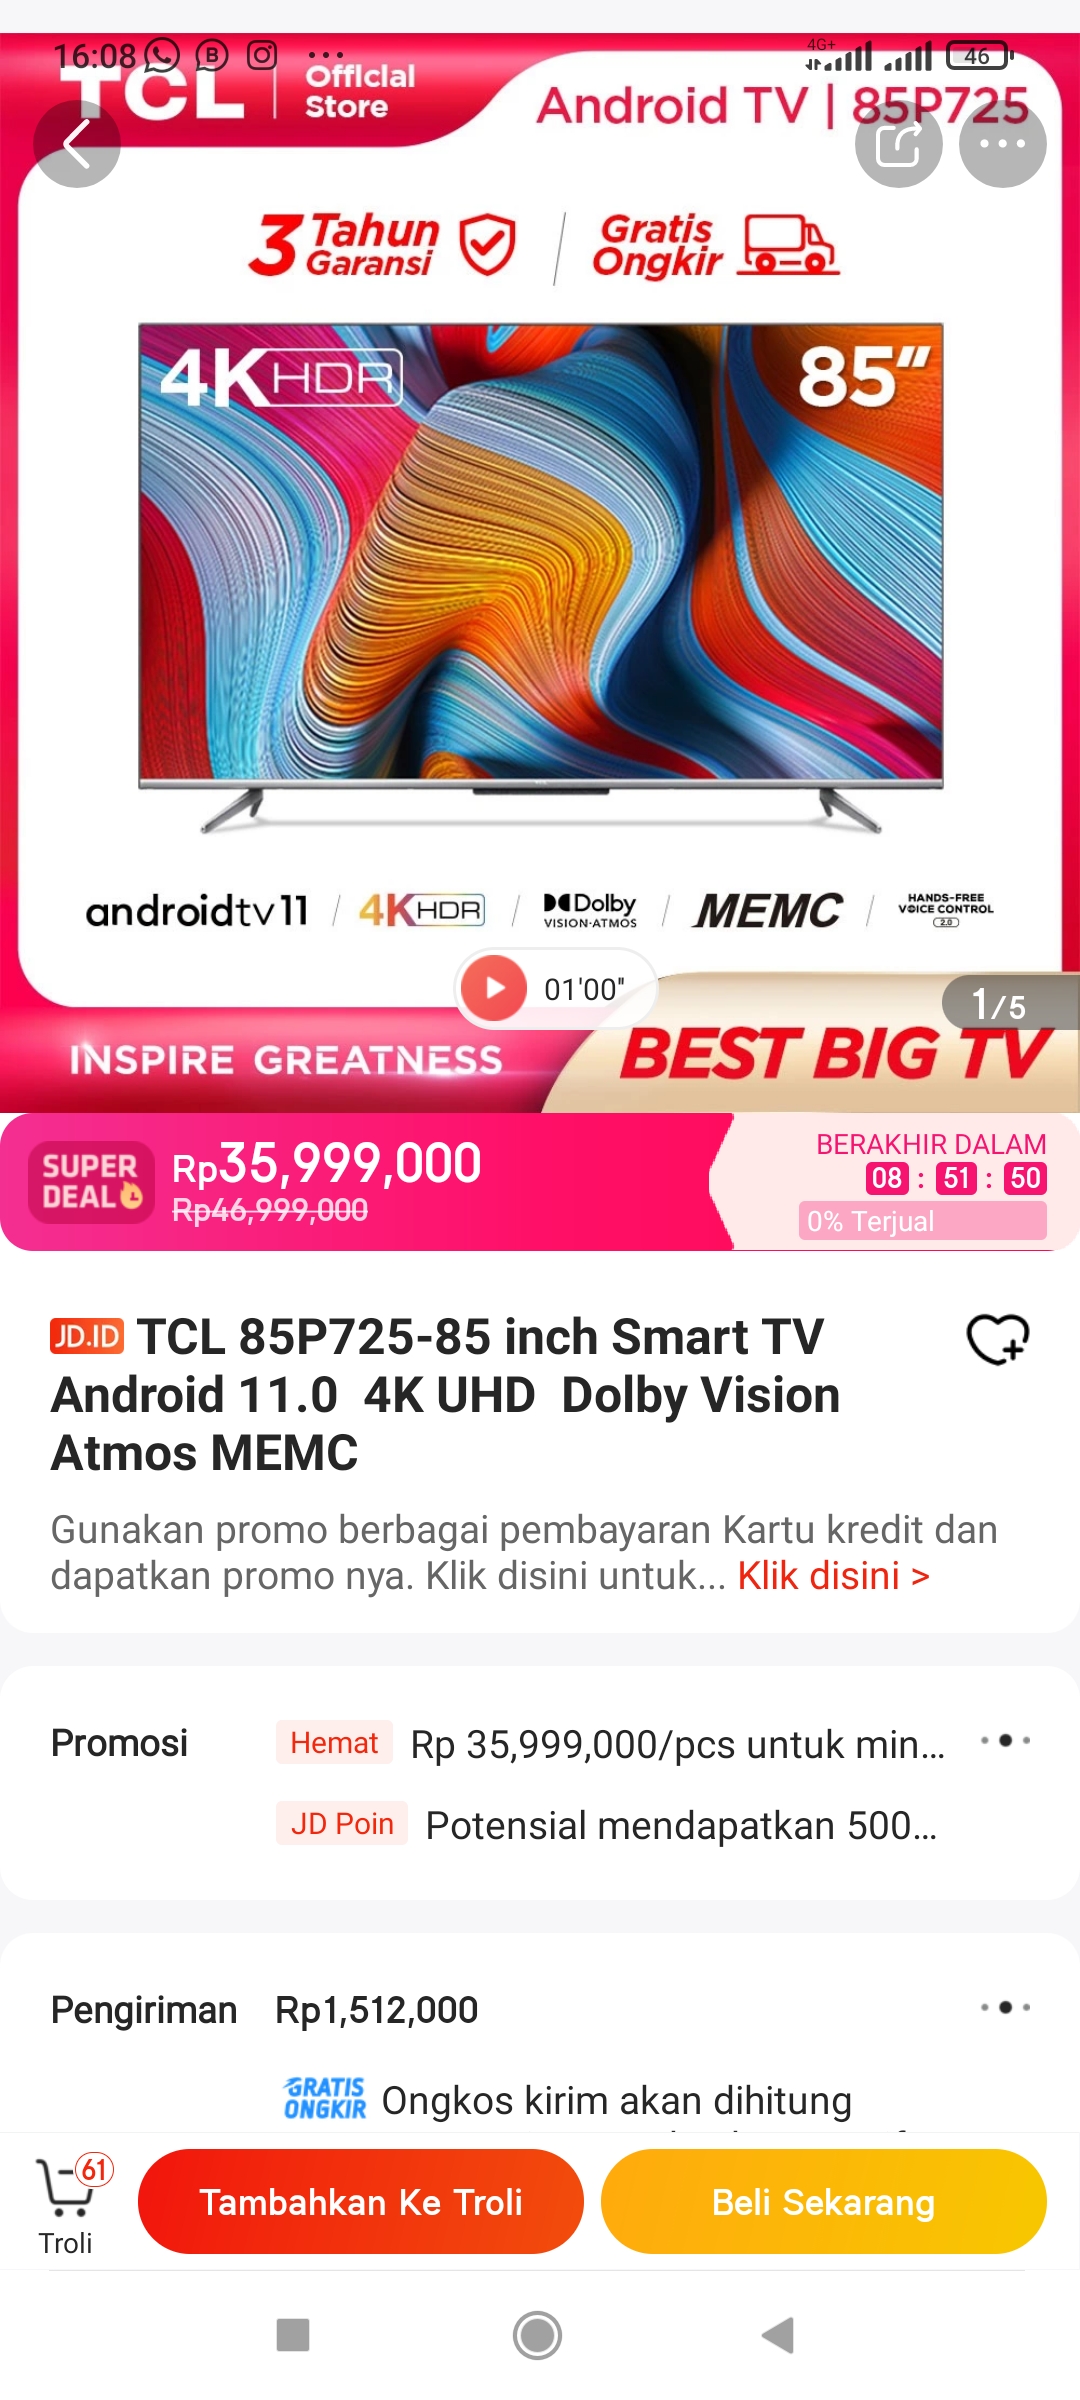 16:08
4G+
46
TCL
Official
Store
Android TV | 85P725
3 Tahun
Garansi
Gratis
Ongkir
4K HDR
85"
androidtv 11
4K HDR
Dolby
VISION·ATMOS
MEMC
HANDS-FREE
VOICE CONTROL
2.0
01'00"
1/5
INSPIRE GREATNESS
BEST BIG TV
SUPER
DEAL
Rp35,999,000
Rp46,999,000
BERAKHIR DALAM
08 : 51 : 50
0% Terjual
JD.ID TCL 85P725-85 inch Smart TV
Android 11.0 4K UHD Dolby Vision
Atmos MEMC
Gunakan promo berbagai pembayaran Kartu kredit dan
dapatkan promo nya. Klik disini untuk... Klik disini >
Promosi
Hemat Rp 35,999,000/pcs untuk min...
JD Poin Potensial mendapatkan 500...
Pengiriman Rp1,512,000
GRATIS
ONGKIR
Ongkos kirim akan dihitung
61
Troli
Tambahkan Ke Troli
Beli Sekarang